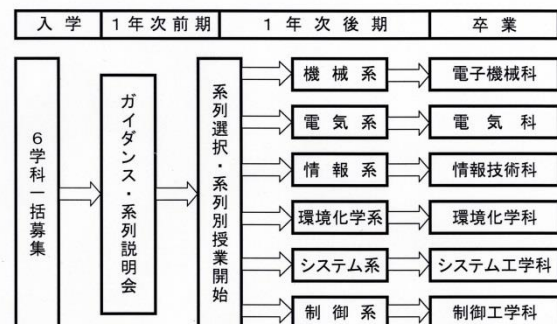 入学
1年次前期
1年次後期
卒業
6学科一括募集
ガイダンス・系列説明会
系列選択・系列別授業開始
機械系
電子機械科
電気系
電気科
情報系
情報技術科
環境化学系
環境化学科
システム系
システム工学科
制御系
制御工学科